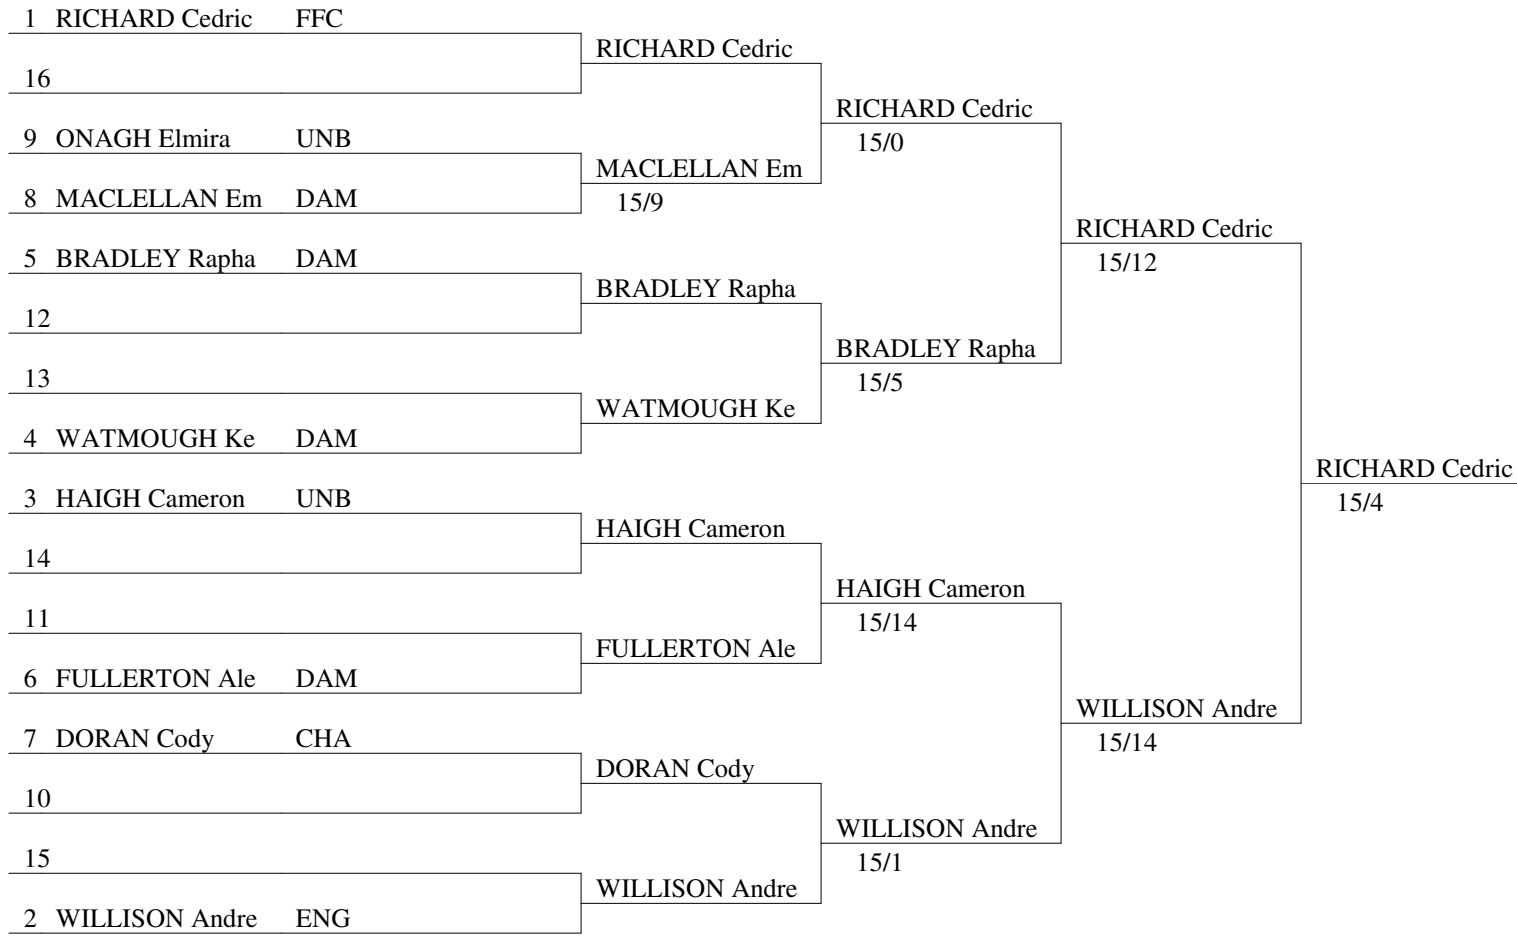 1 RICHARD Cedric FFC
RICHARD Cedric
16
RICHARD Cedric
15/0
9 ONAGH Elmira UNB
MACLELLAN Em
15/9
8 MACLELLAN Em DAM
RICHARD Cedric
15/12
5 BRADLEY Rapha DAM
BRADLEY Rapha
12
BRADLEY Rapha
15/5
13
WATMOUGH Ke
4 WATMOUGH Ke DAM
RICHARD Cedric
15/4
3 HAIGH Cameron UNB
HAIGH Cameron
14
HAIGH Cameron
15/14
11
FULLERTON Ale
6 FULLERTON Ale DAM
WILLISON Andre
15/14
7 DORAN Cody CHA
DORAN Cody
10
WILLISON Andre
15/1
15
WILLISON Andre
2 WILLISON Andre ENG